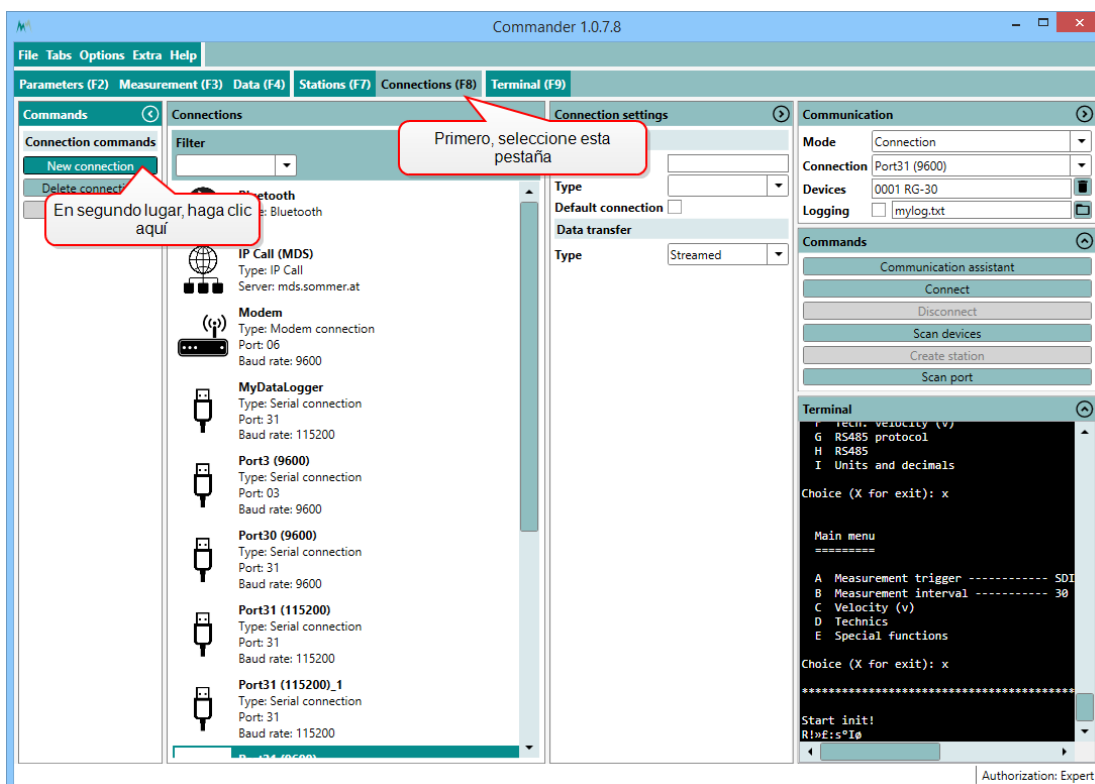 Commander 1.0.7.8
File Tabs Options Extra Help
Parameters (F2) Measurement (F3) Data (F4) Stations (F7) Connections (F8) Terminal (F9)
Commands
Connection commands
New connection
Delete
En segundo lugar, haga clic
aquí
Connections
Filter
Primero, seleccione esta
pestaña
Bluetooth
IP Call (MDS)
Type: IP Call
Server: mds.sommer.at
Modem
Type: Modem connection
Port: 06
Baud rate: 9600
MyDataLogger
Type: Serial connection
Port: 31
Baud rate: 115200
Port3 (9600)
Type: Serial connection
Port: 03
Baud rate: 9600
Port30 (9600)
Type: Serial connection
Port: 31
Baud rate: 9600
Port31 (115200)
Type: Serial connection
Port: 31
Baud rate: 115200
Port31 (115200)_1
Type: Serial connection
Port: 31
Baud rate: 115200
Connection settings
Type
Default connection
Data transfer
Type Streamed
Communication
Mode Connection
Connection Port31 (9600)
Devices 0001 RG-30
Logging mylog.txt
Commands
Communication assistant
Connect
Disconnect
Scan devices
Create station
Scan port
Terminal
F Tech. velocity (v)
G RS485 protocol
H RS485
I Units and decimals
Choice (X for exit): x
Main menu
=========
A Measurement trigger ------------ SDI
B Measurement interval ----------- 30
C Velocity (v)
D Technics
E Special functions
Choice (X for exit): x
******************************************
Start init!
R!»£:s°Iø
Authorization: Expert